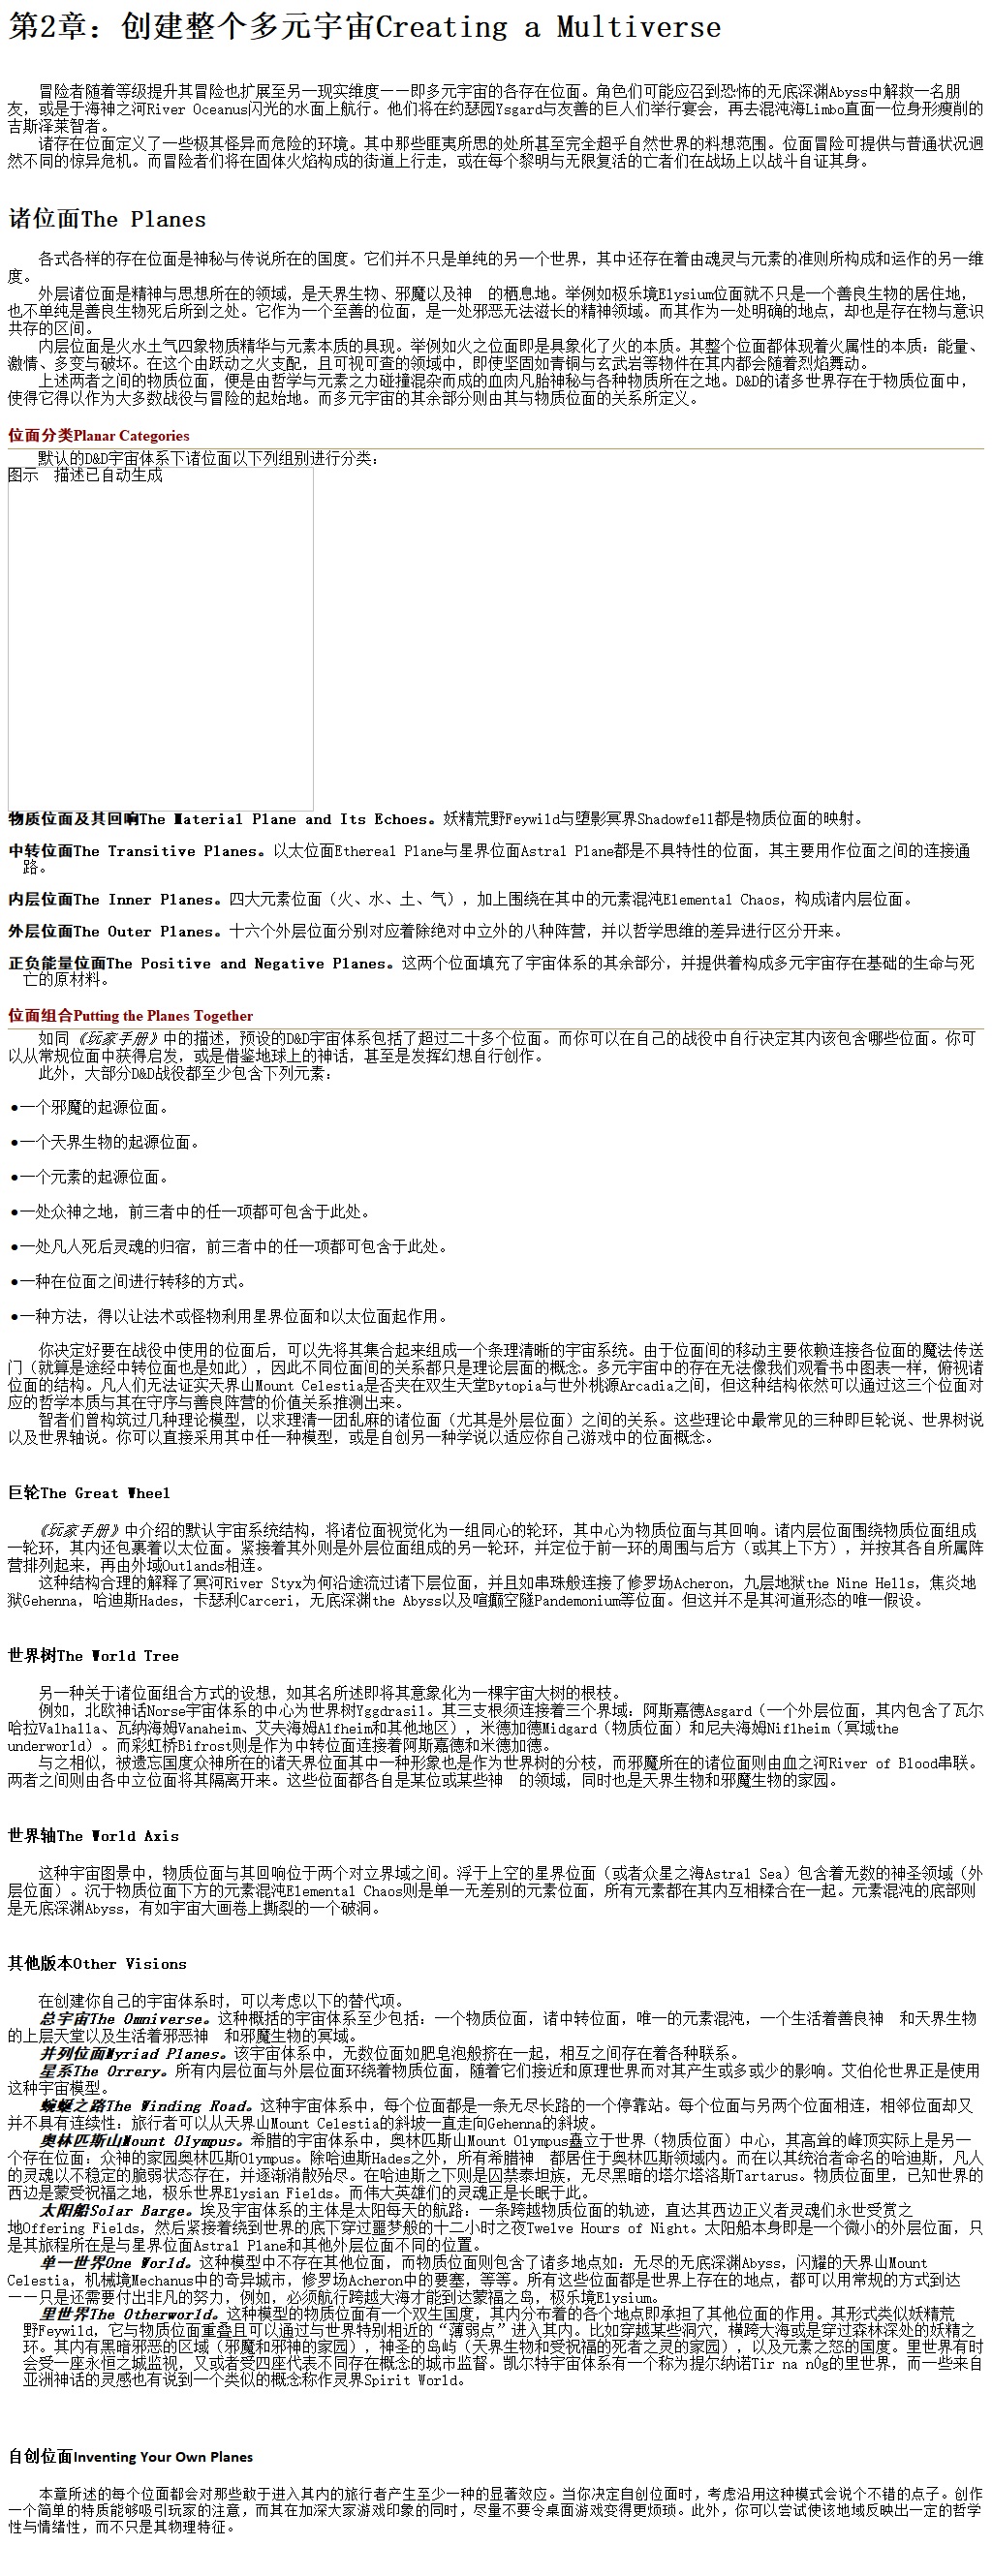 第2章：创建整个多元宇宙Creating a Multiverse
冒险者随着等级提升其冒险也扩展至另一现实维度——即多元宇宙的各存在位面。角色们可能应召到恐怖的无底深渊Abyss中解救一名朋
友，或是于海神之河River Oceanus闪光的水面上航行。他们将在约瑟园Ysgard与友善的巨人们举行宴会，再去混沌海Limbo直面一位身形瘦削的
吉斯泽莱智者。
诸存在位面定义了一些极其怪异而危险的环境。其中那些匪夷所思的处所甚至完全超乎自然世界的料想范围。位面冒险可提供与普通状况迥
然不同的惊异危机。而冒险者们将在固体火焰构成的街道上行走，或在每个黎明与无限复活的亡者们在战场上以战斗自证其身。
诸位面The Planes
各式各样的存在位面是神秘与传说所在的国度。它们并不只是单纯的另一个世界，其中还存在着由魂灵与元素的准则所构成和运作的另一维
度。
外层诸位面是精神与思想所在的领域，是天界生物、邪魔以及神　的栖息地。举例如极乐境Elysium位面就不只是一个善良生物的居住地，
也不单纯是善良生物死后所到之处。它作为一个至善的位面，是一处邪恶无法滋长的精神领域。而其作为一处明确的地点，却也是存在物与意识
共存的区间。
内层位面是火水土气四象物质精华与元素本质的具现。举例如火之位面即是具象化了火的本质。其整个位面都体现着火属性的本质：能量、
激情、多变与破坏。在这个由跃动之火支配，且可视可查的领域中，即使坚固如青铜与玄武岩等物件在其内都会随着烈焰舞动。
上述两者之间的物质位面，便是由哲学与元素之力碰撞混杂而成的血肉凡胎神秘与各种物质所在之地。D&D的诸多世界存在于物质位面中，
使得它得以作为大多数战役与冒险的起始地。而多元宇宙的其余部分则由其与物质位面的关系所定义。
位面分类Planar Categories
默认的D&D宇宙体系下诸位面以下列组别进行分类：
图示　描述已自动生成
物质位面及其回响The Material Plane and Its Echoes。妖精荒野Feywild与堕影冥界Shadowfell都是物质位面的映射。
中转位面The Transitive Planes。以太位面Ethereal Plane与星界位面Astral Plane都是不具特性的位面，其主要用作位面之间的连接通
路。
内层位面The Inner Planes。四大元素位面（火、水、土、气），加上围绕在其中的元素混沌Elemental Chaos，构成诸内层位面。
外层位面The Outer Planes。十六个外层位面分别对应着除绝对中立外的八种阵营，并以哲学思维的差异进行区分开来。
正负能量位面The Positive and Negative Planes。这两个位面填充了宇宙体系的其余部分，并提供着构成多元宇宙存在基础的生命与死
亡的原材料。
位面组合Putting the Planes Together
如同《玩家手册》中的描述，预设的D&D宇宙体系包括了超过二十多个位面。而你可以在自己的战役中自行决定其内该包含哪些位面。你可
以从常规位面中获得启发，或是借鉴地球上的神话，甚至是发挥幻想自行创作。
此外，大部分D&D战役都至少包含下列元素：
●一个邪魔的起源位面。
●一个天界生物的起源位面。
●一个元素的起源位面。
●一处众神之地，前三者中的任一项都可包含于此处。
●一处凡人死后灵魂的归宿，前三者中的任一项都可包含于此处。
●一种在位面之间进行转移的方式。
●一种方法，得以让法术或怪物利用星界位面和以太位面起作用。
你决定好要在战役中使用的位面后，可以先将其集合起来组成一个条理清晰的宇宙系统。由于位面间的移动主要依赖连接各位面的魔法传送
门（就算是途经中转位面也是如此），因此不同位面间的关系都只是理论层面的概念。多元宇宙中的存在无法像我们观看书中图表一样，俯视诸
位面的结构。凡人们无法证实天界山Mount Celestia是否夹在双生天堂Bytopia与世外桃源Arcadia之间，但这种结构依然可以通过这三个位面对
应的哲学本质与其在守序与善良阵营的价值关系推测出来。
智者们曾构筑过几种理论模型，以求理清一团乱麻的诸位面（尤其是外层位面）之间的关系。这些理论中最常见的三种即巨轮说、世界树说
以及世界轴说。你可以直接采用其中任一种模型，或是自创另一种学说以适应你自己游戏中的位面概念。
巨轮The Great Wheel
《玩家手册》中介绍的默认宇宙系统结构，将诸位面视觉化为一组同心的轮环，其中心为物质位面与其回响。诸内层位面围绕物质位面组成
一轮环，其内还包裹着以太位面。紧接着其外则是外层位面组成的另一轮环，并定位于前一环的周围与后方（或其上下方），并按其各自所属阵
营排列起来，再由外域Outlands相连。
这种结构合理的解释了冥河River Styx为何沿途流过诸下层位面，并且如串珠般连接了修罗场Acheron，九层地狱the Nine Hells，焦炎地
狱Gehenna，哈迪斯Hades，卡瑟利Carceri，无底深渊the Abyss以及喧癫空隧Pandemonium等位面。但这并不是其河道形态的唯一假设。
世界树The World Tree
另一种关于诸位面组合方式的设想，如其名所述即将其意象化为一棵宇宙大树的根枝。
例如，北欧神话Norse宇宙体系的中心为世界树Yggdrasil。其三支根须连接着三个界域：阿斯嘉德Asgard（一个外层位面，其内包含了瓦尔
哈拉Valhalla、瓦纳海姆Vanaheim、艾夫海姆Alfheim和其他地区），米德加德Midgard（物质位面）和尼夫海姆Niflheim（冥域the
underworld）。而彩虹桥Bifrost则是作为中转位面连接着阿斯嘉德和米德加德。
与之相似，被遗忘国度众神所在的诸天界位面其中一种形象也是作为世界树的分枝，而邪魔所在的诸位面则由血之河River of Blood串联。
两者之间则由各中立位面将其隔离开来。这些位面都各自是某位或某些神　的领域，同时也是天界生物和邪魔生物的家园。
世界轴The World Axis
这种宇宙图景中，物质位面与其回响位于两个对立界域之间。浮于上空的星界位面（或者众星之海Astral Sea）包含着无数的神圣领域（外
层位面）。沉于物质位面下方的元素混沌Elemental Chaos则是单一无差别的元素位面，所有元素都在其内互相糅合在一起。元素混沌的底部则
是无底深渊Abyss，有如宇宙大画卷上撕裂的一个破洞。
其他版本Other Visions
在创建你自己的宇宙体系时，可以考虑以下的替代项。
总宇宙The Omniverse。这种概括的宇宙体系至少包括：一个物质位面，诸中转位面，唯一的元素混沌，一个生活着善良神　和天界生物
的上层天堂以及生活着邪恶神　和邪魔生物的冥域。
并列位面Myriad Planes。该宇宙体系中，无数位面如肥皂泡般挤在一起，相互之间存在着各种联系。
星系The Orrery。所有内层位面与外层位面环绕着物质位面，随着它们接近和原理世界而对其产生或多或少的影响。艾伯伦世界正是使用
这种宇宙模型。
蜿蜒之路The Winding Road。这种宇宙体系中，每个位面都是一条无尽长路的一个停靠站。每个位面与另两个位面相连，相邻位面却又
并不具有连续性：旅行者可以从天界山Mount Celestia的斜坡一直走向Gehenna的斜坡。
奥林匹斯山Mount Olympus。希腊的宇宙体系中，奥林匹斯山Mount Olympus矗立于世界（物质位面）中心，其高耸的峰顶实际上是另一
个存在位面：众神的家园奥林匹斯Olympus。除哈迪斯Hades之外，所有希腊神　都居住于奥林匹斯领域内。而在以其统治者命名的哈迪斯，凡人
的灵魂以不稳定的脆弱状态存在，并逐渐消散殆尽。在哈迪斯之下则是囚禁泰坦族，无尽黑暗的塔尔塔洛斯Tartarus。物质位面里，已知世界的
西边是蒙受祝福之地，极乐世界Elysian Fields。而伟大英雄们的灵魂正是长眠于此。
太阳船Solar Barge。埃及宇宙体系的主体是太阳每天的航路：一条跨越物质位面的轨迹，直达其西边正义者灵魂们永世受赏之
地Offering Fields，然后紧接着绕到世界的底下穿过噩梦般的十二小时之夜Twelve Hours of Night。太阳船本身即是一个微小的外层位面，只
是其旅程所在是与星界位面Astral Plane和其他外层位面不同的位置。
单一世界One World。这种模型中不存在其他位面，而物质位面则包含了诸多地点如：无尽的无底深渊Abyss，闪耀的天界山Mount
Celestia，机械境Mechanus中的奇异城市，修罗场Acheron中的要塞，等等。所有这些位面都是世界上存在的地点，都可以用常规的方式到达
——只是还需要付出非凡的努力，例如，必须航行跨越大海才能到达蒙福之岛，极乐境Elysium。
里世界The Otherworld。这种模型的物质位面有一个双生国度，其内分布着的各个地点即承担了其他位面的作用。其形式类似妖精荒
野Feywild，它与物质位面重叠且可以通过与世界特别相近的“薄弱点”进入其内。比如穿越某些洞穴，横跨大海或是穿过森林深处的妖精之
环。其内有黑暗邪恶的区域（邪魔和邪神的家园），神圣的岛屿（天界生物和受祝福的死者之灵的家园），以及元素之怒的国度。里世界有时
会受一座永恒之城监视，又或者受四座代表不同存在概念的城市监督。凯尔特宇宙体系有一个称为提尔纳诺Tír na nÓg的里世界，而一些来自
亚洲神话的灵感也有说到一个类似的概念称作灵界Spirit World。
自创位面Inventing Your Own Planes
本章所述的每个位面都会对那些敢于进入其内的旅行者产生至少一种的显著效应。当你决定自创位面时，考虑沿用这种模式会说个不错的点子。创作
一个简单的特质能够吸引玩家的注意，而其在加深大家游戏印象的同时，尽量不要令桌面游戏变得更烦琐。此外，你可以尝试使该地域反映出一定的哲学
性与情绪性，而不只是其物理特征。